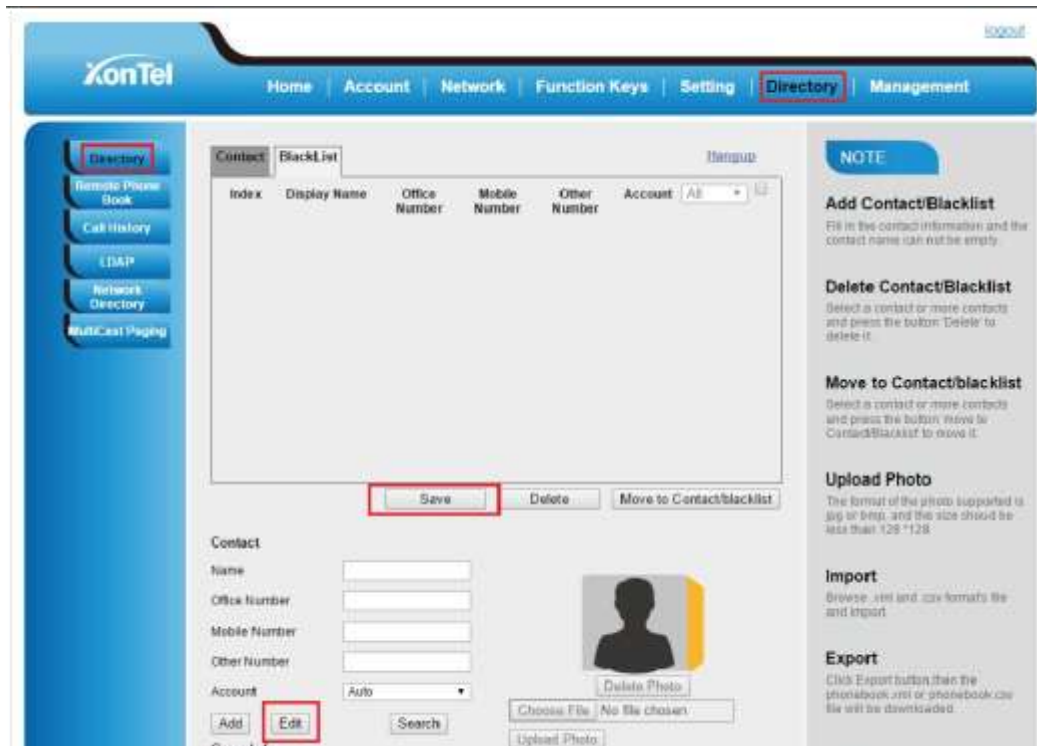 logout
XonTel
Home | Account | Network | Function Keys | Setting | Directory | Management
Directory
Remote Phone
Book
Call History
LDAP
Network
Directory
MultiCast Paging
Contact BlackList
Hangup
Index Display Name Office Number Mobile Number Other Number Account All
Save Delete Move to Contact/blacklist
Contact
Name
Office Number
Mobile Number
Other Number
Account Auto
Add Edit Search
Delete Photo
Choose File No file chosen
Upload Photo
NOTE
Add Contact/Blacklist
Fill in the contact information and the
contact name can not be empty.
Delete Contact/Blacklist
Select a contact or more contacts
and press the button 'Delete' to
delete it.
Move to Contact/blacklist
Select a contact or more contacts
and press the button 'move to
Contact/Blacklist' to move it.
Upload Photo
The format of the photo supported is
jpg or bmp, and the size should be
less than 128 *128
Import
Browse .xml and .csv formats file
and import
Export
Click Export button,then the
phonebook.xml or phonebook.csv
file will be downloaded.